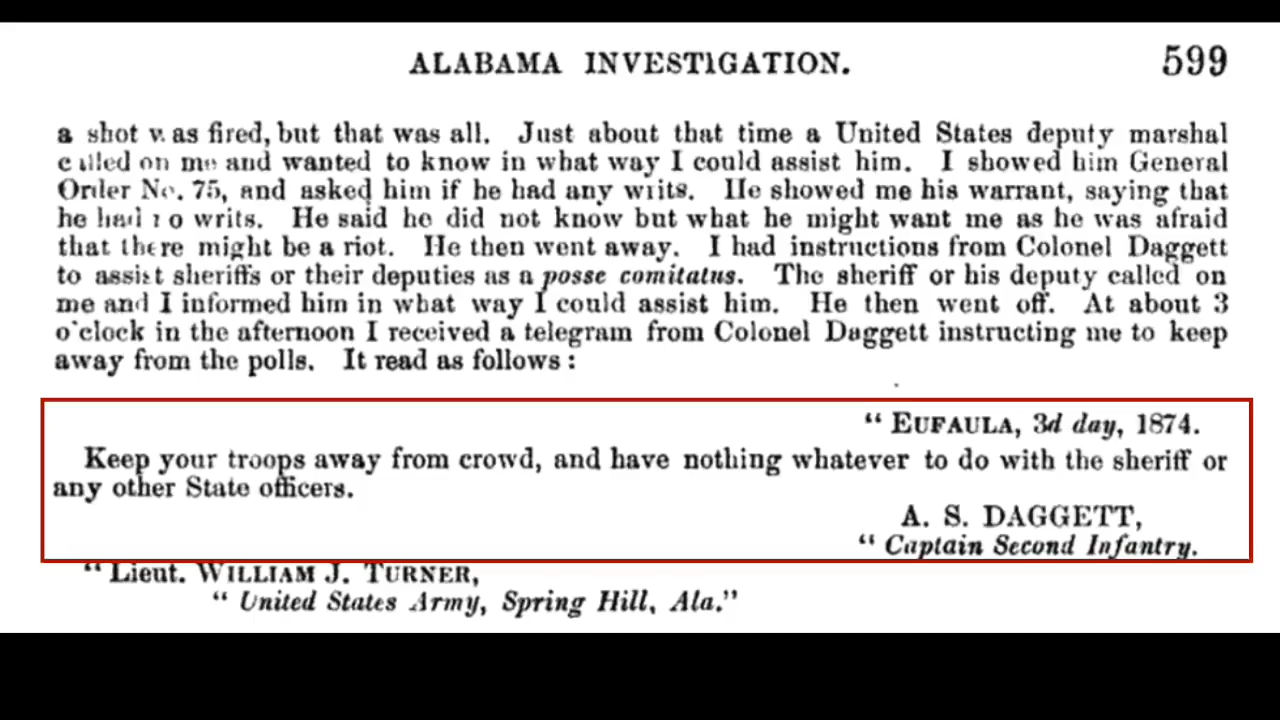 ALABAMA INVESTIGATION. 599
a shot was fired, but that was all. Just about that time a United States deputy marshal
called on me and wanted to know in what way I could assist him. I showed him General
Order No. 75, and asked him if he had any writs. He showed me his warrant, saying that
he had no writs. He said he did not know but what he might want me as he was afraid
that there might be a riot. He then went away. I had instructions from Colonel Daggett
to assist sheriffs or their deputies as a posse comitatus. The sheriff or his deputy called on
me and I informed him in what way I could assist him. He then went off. At about 3
o'clock in the afternoon I received a telegram from Colonel Daggett instructing me to keep
away from the polls. It read as follows:
“ EUFAULA, 3d day, 1874.
Keep your troops away from crowd, and have nothing whatever to do with the sheriff or
any other State officers.
A. S. DAGGETT,
“ Captain Second Infantry.
“ Lieut. WILLIAM J. TURNER,
“ United States Army, Spring Hill, Ala.”